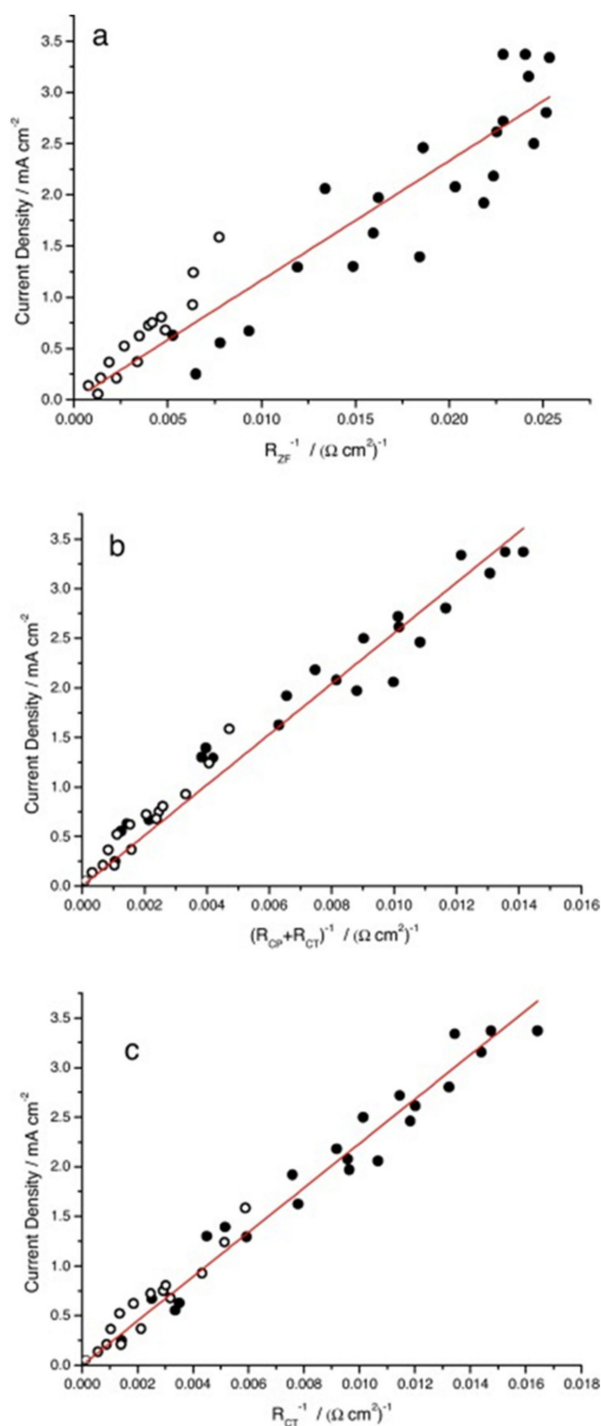 a
3.5
3.0
2.5
2.0
1.5
1.0
0.5
0.0
Current Density / mA cm⁻²
0.000 0.005 0.010 0.015 0.020 0.025
R_ZF⁻¹ / (Ω cm²)⁻¹
b
3.5
3.0
2.5
2.0
1.5
1.0
0.5
0.0
Current Density / mA cm⁻²
0.000 0.002 0.004 0.006 0.008 0.010 0.012 0.014 0.016
(R_CP+R_CT)⁻¹ / (Ω cm²)⁻¹
c
3.5
3.0
2.5
2.0
1.5
1.0
0.5
0.0
Current Density / mA cm⁻²
0.000 0.002 0.004 0.006 0.008 0.010 0.012 0.014 0.016 0.018
R_CT⁻¹ / (Ω cm²)⁻¹